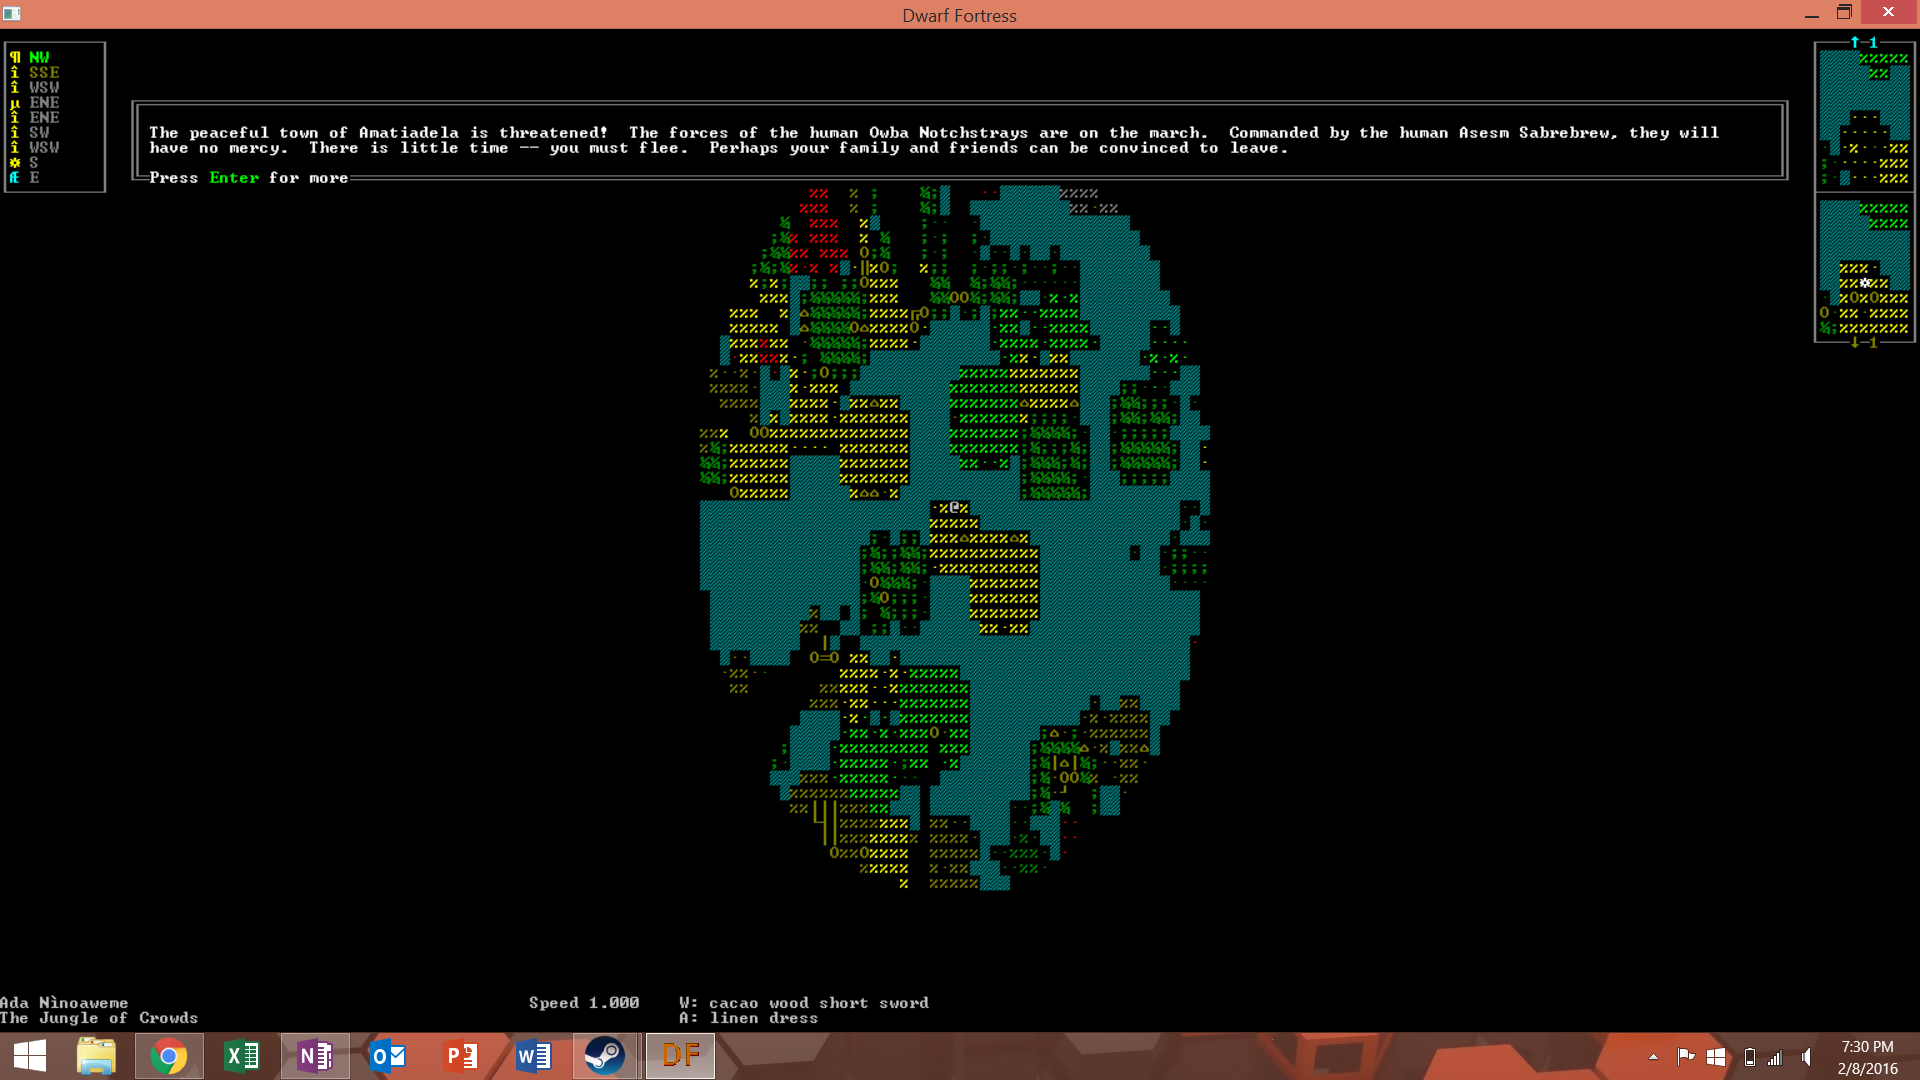 Dwarf Fortress
NW
SSE
WSW
ENE
ENE
SW
WSW
S
E
The peaceful town of Amatiadela is threatened!  The forces of the human Owba Notchstrays are on the march.  Commanded by the human Asesm Sabrebrew, they will
have no mercy.  There is little time -- you must flee.  Perhaps your family and friends can be convinced to leave.
Press Enter for more
↑ 1
↓ 1
Ada Nìnoaweme
The Jungle of Crowds
Speed 1.000
W: cacao wood short sword
A: linen dress
DF
7:30 PM
2/8/2016